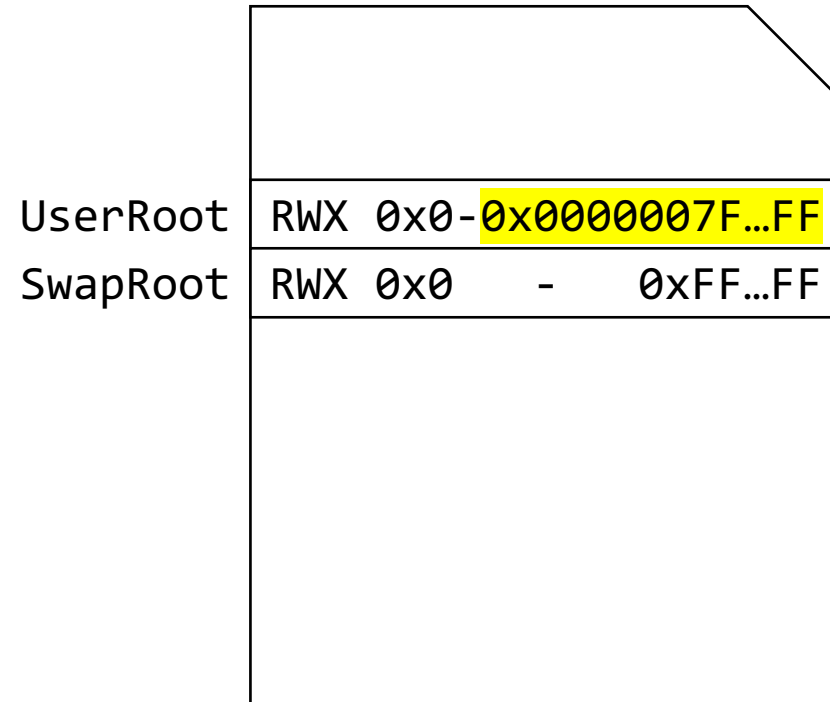 UserRoot RWX 0x0-0x0000007F…FF
SwapRoot RWX 0x0 - 0xFF…FF